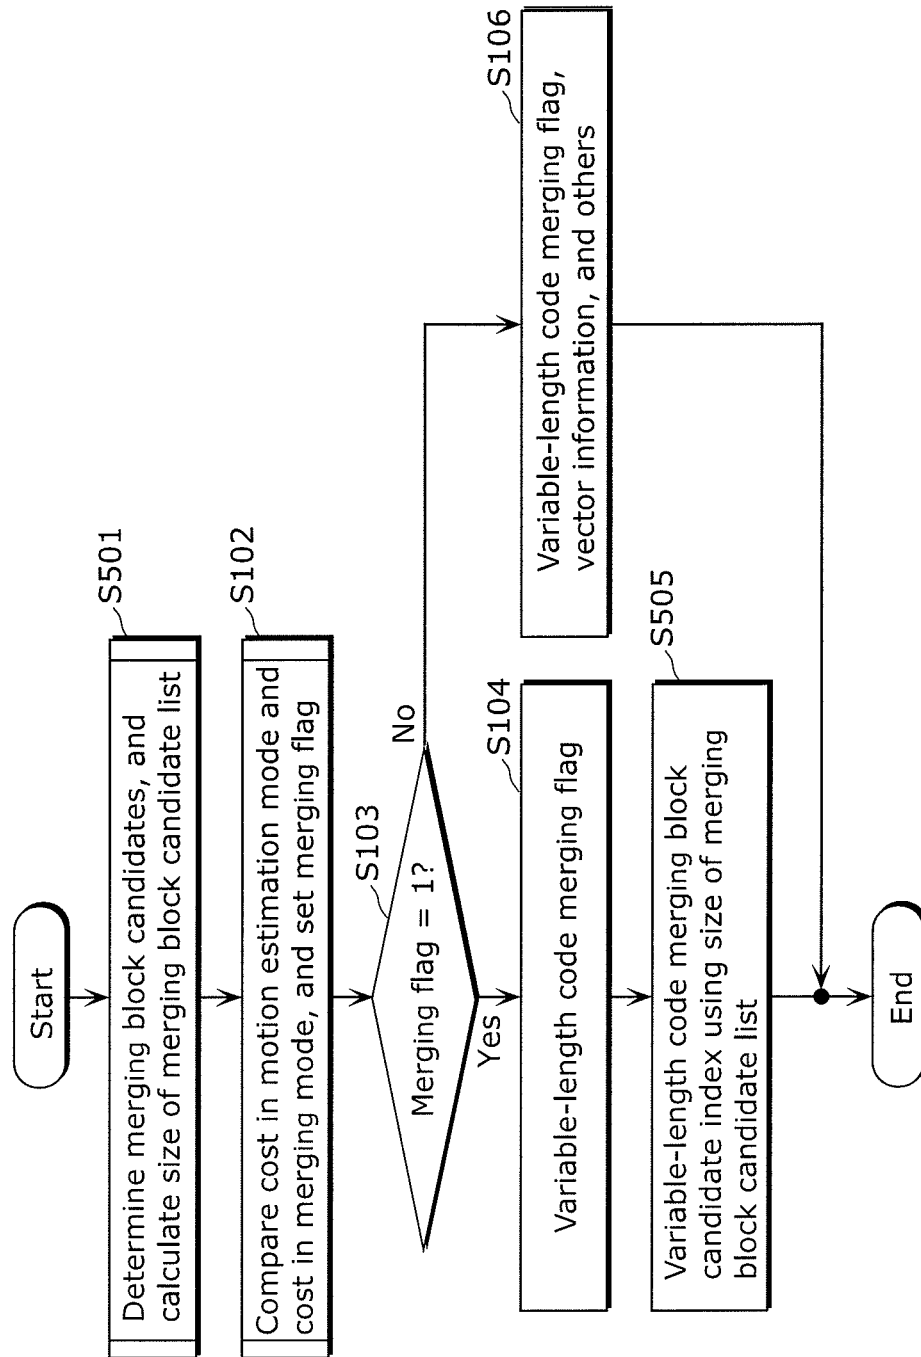 Start
S501
Determine merging block candidates, and
calculate size of merging block candidate list
S102
Compare cost in motion estimation mode and
cost in merging mode, and set merging flag
S103
Merging flag = 1?
No
Yes
S104
Variable-length code merging flag
S106
Variable-length code merging flag,
vector information, and others
S505
Variable-length code merging block
candidate index using size of merging
block candidate list
End